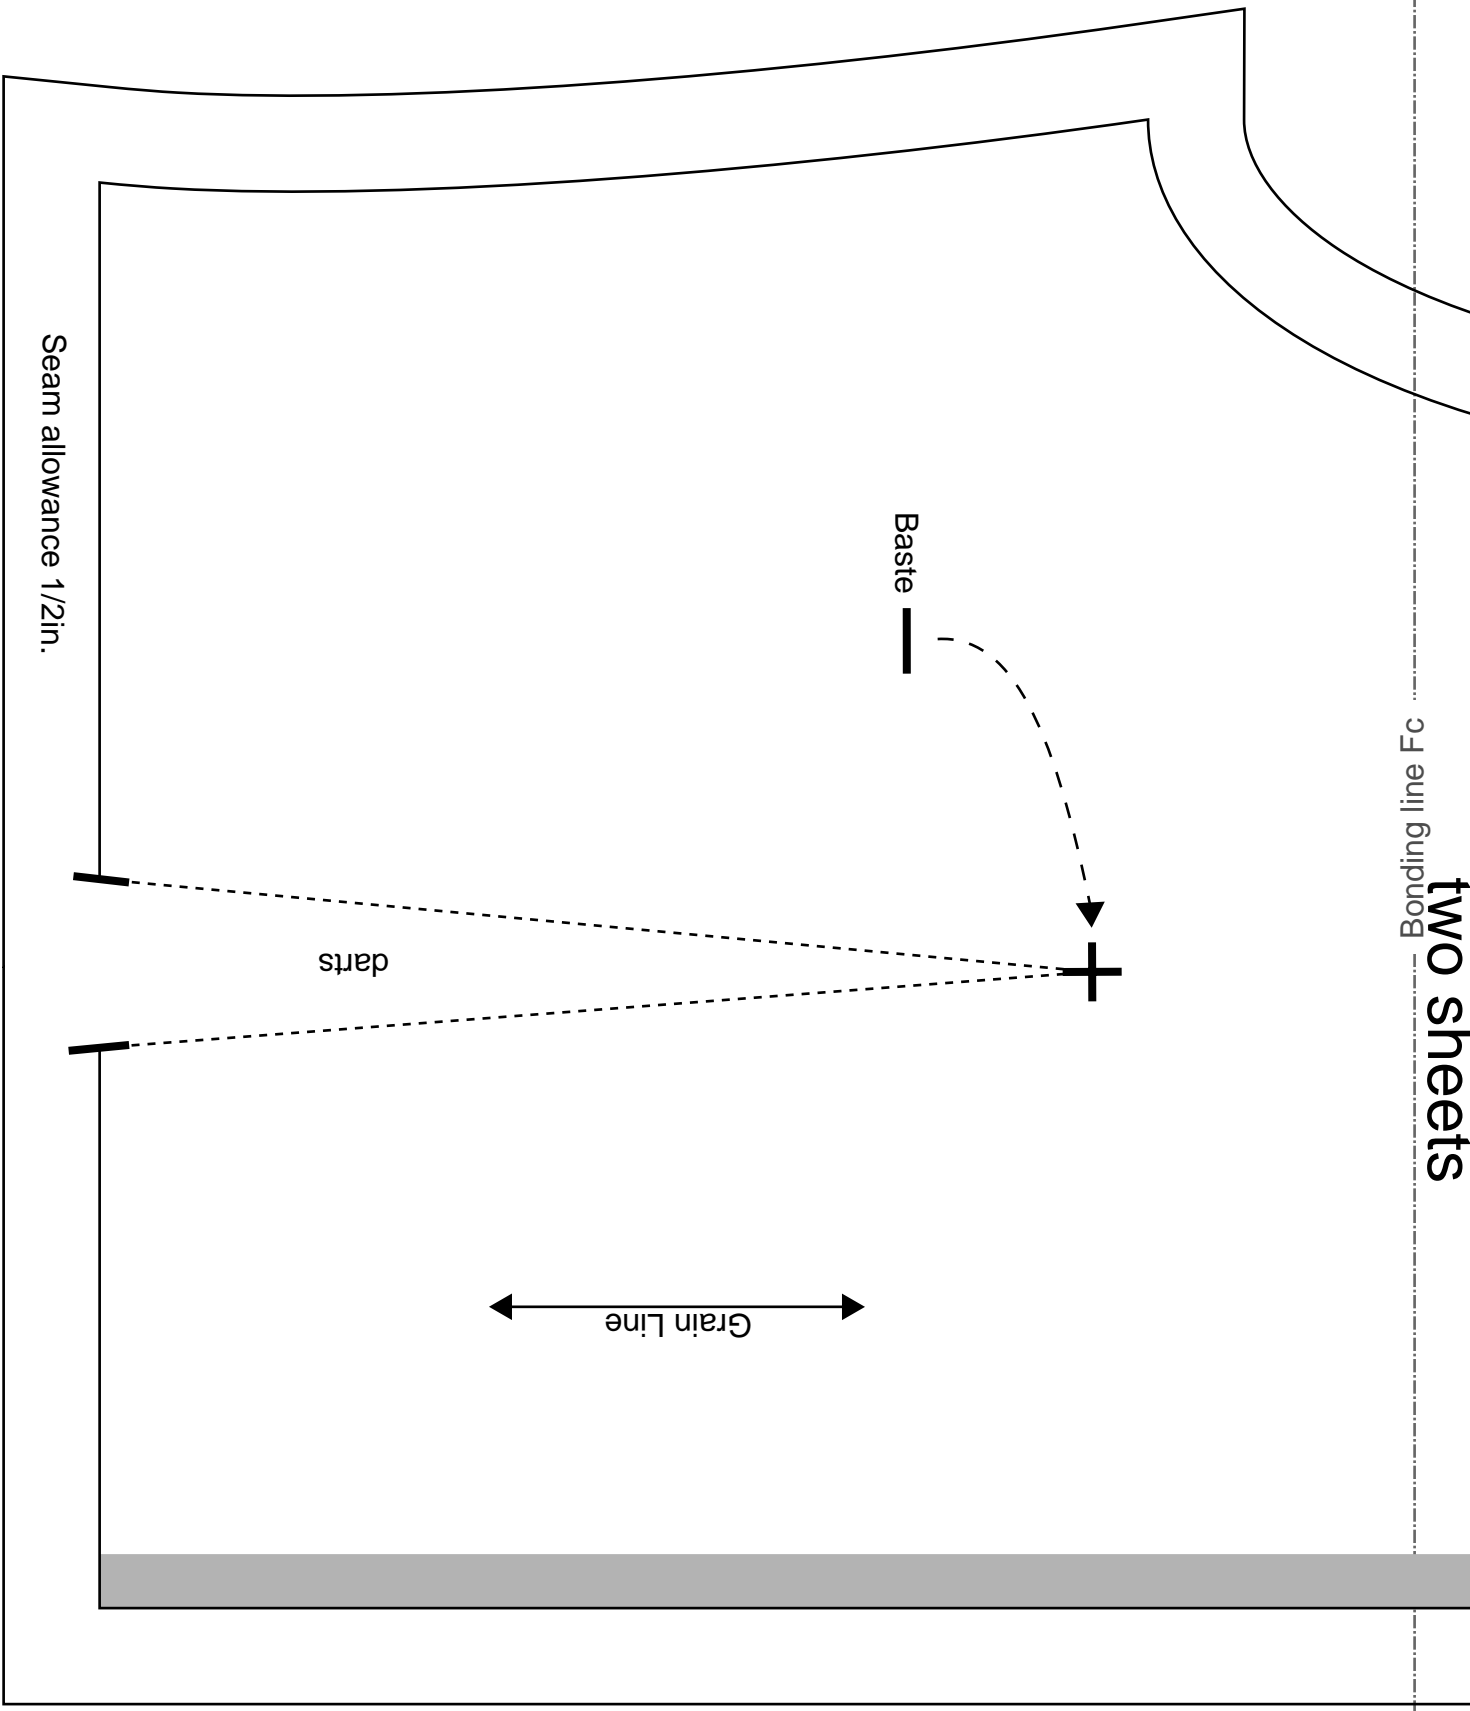 Seam allowance 1/2in.
Baste
Bonding line Fc
two sheets
darts
Grain Line